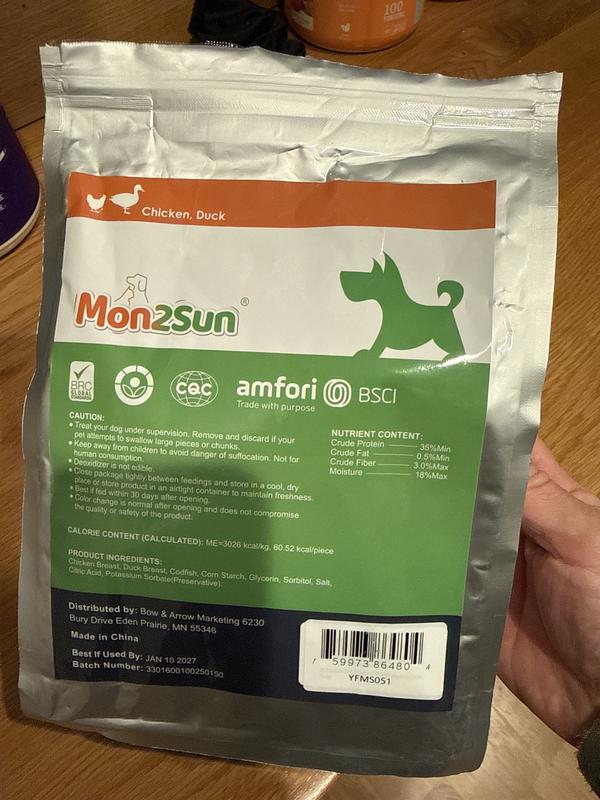 100
Chicken, Duck
Mon2Sun®
BRC
GLOBAL
CQC
amfori BSCI
Trade with purpose
CAUTION:
• Treat your dog under supervision. Remove and discard if your
pet attempts to swallow large pieces or chunks.
• Keep away from children to avoid danger of suffocation. Not for
human consumption.
• Deoxidizer is not edible.
• Close package tightly between feedings and store in a cool, dry
place or store product in an airtight container to maintain freshness.
• Best if fed within 30 days after opening.
• Color change is normal after opening and does not compromise
the quality or safety of the product.
NUTRIENT CONTENT:
Crude Protein 35%Min
Crude Fat 0.5%Min
Crude Fiber 3.0%Max
Moisture 18%Max
CALORIE CONTENT (CALCULATED): ME=3026 kcal/kg, 60.52 kcal/piece
PRODUCT INGREDIENTS:
Chicken Breast, Duck Breast, Codfish, Corn Starch, Glycerin, Sorbitol, Salt,
Citric Acid, Potassium Sorbate(Preservative).
Distributed by: Bow & Arrow Marketing 6230
Bury Drive Eden Prairie, MN 55346
Made in China
Best If Used By: JAN 10 2027
Batch Number: 3301600100250150
7 59973 86480 4
YFMS051